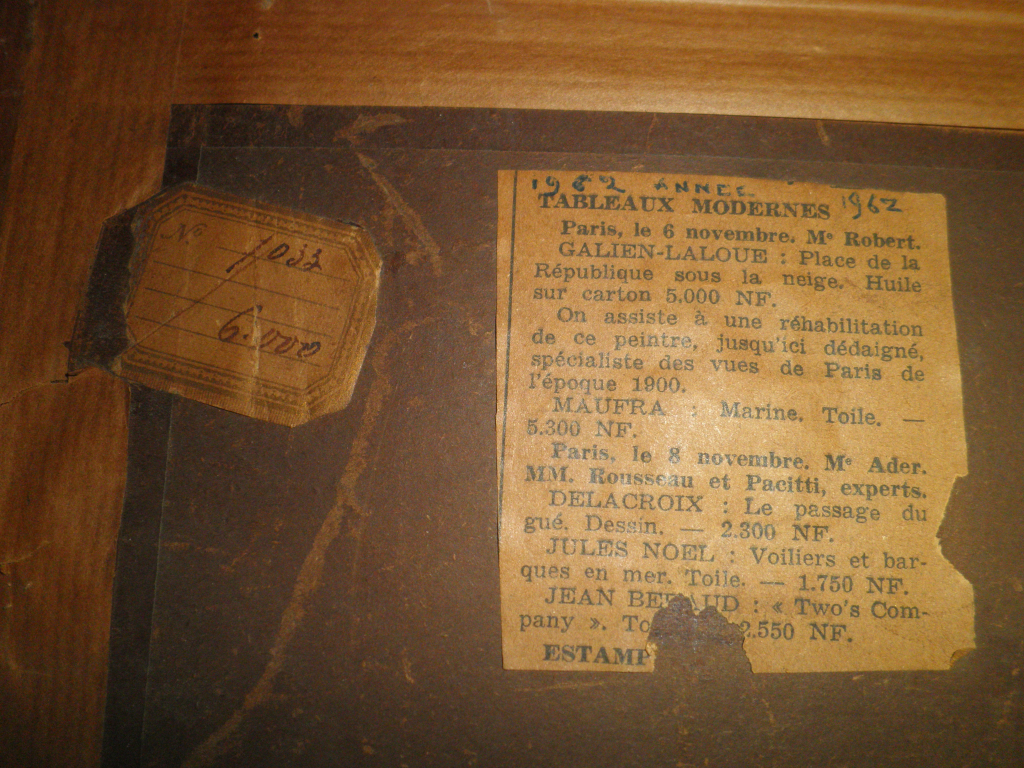 No 1033
6.000
1962 ANNEE 1962
TABLEAUX MODERNES
Paris, le 6 novembre. Me Robert.
GALIEN-LALOUE : Place de la
République sous la neige. Huile
sur carton 5.000 NF.
On assiste à une réhabilitation
de ce peintre, jusqu'ici dédaigné,
spécialiste des vues de Paris de
l'époque 1900.
MAUFRA : Marine. Toile. —
5.300 NF.
Paris, le 8 novembre. Me Ader.
MM. Rousseau et Pacitti, experts.
DELACROIX : Le passage du
gué. Dessin. — 2.300 NF.
JULES NOEL : Voiliers et bar-
ques en mer. Toile. — 1.750 NF.
JEAN BERAUD : « Two's Com-
pany ». To 2.550 NF.
ESTAMP